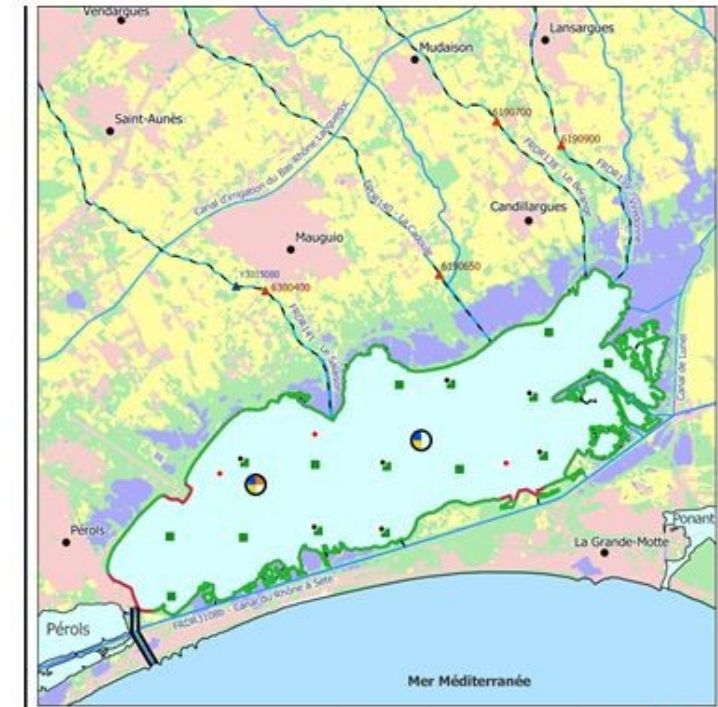 Vendargues
Lansargues
Mudaison
Saint-Aunès
6190700
6190900
Canal d'irrigation du Bas Rhône Languedoc
Candillargues
Mauguio
6190650
6300400
Canal de Lunel
Pérols
Ponant
La Grande-Motte
FRDR3108b - Canal du Rhône à Sète
Pérols
Mer Méditerranée